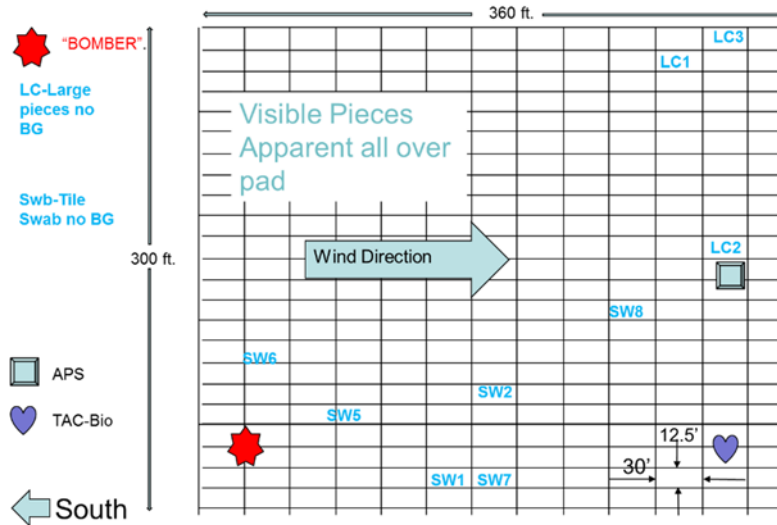 360 ft.
"BOMBER".
LC3
LC1
LC-Large
pieces no
BG
Visible Pieces
Apparent all over
pad
Swb-Tile
Swab no BG
300 ft.
Wind Direction
LC2
SW8
SW6
APS
SW2
TAC-Bio
SW5
12.5'
30'
SW1
SW7
South